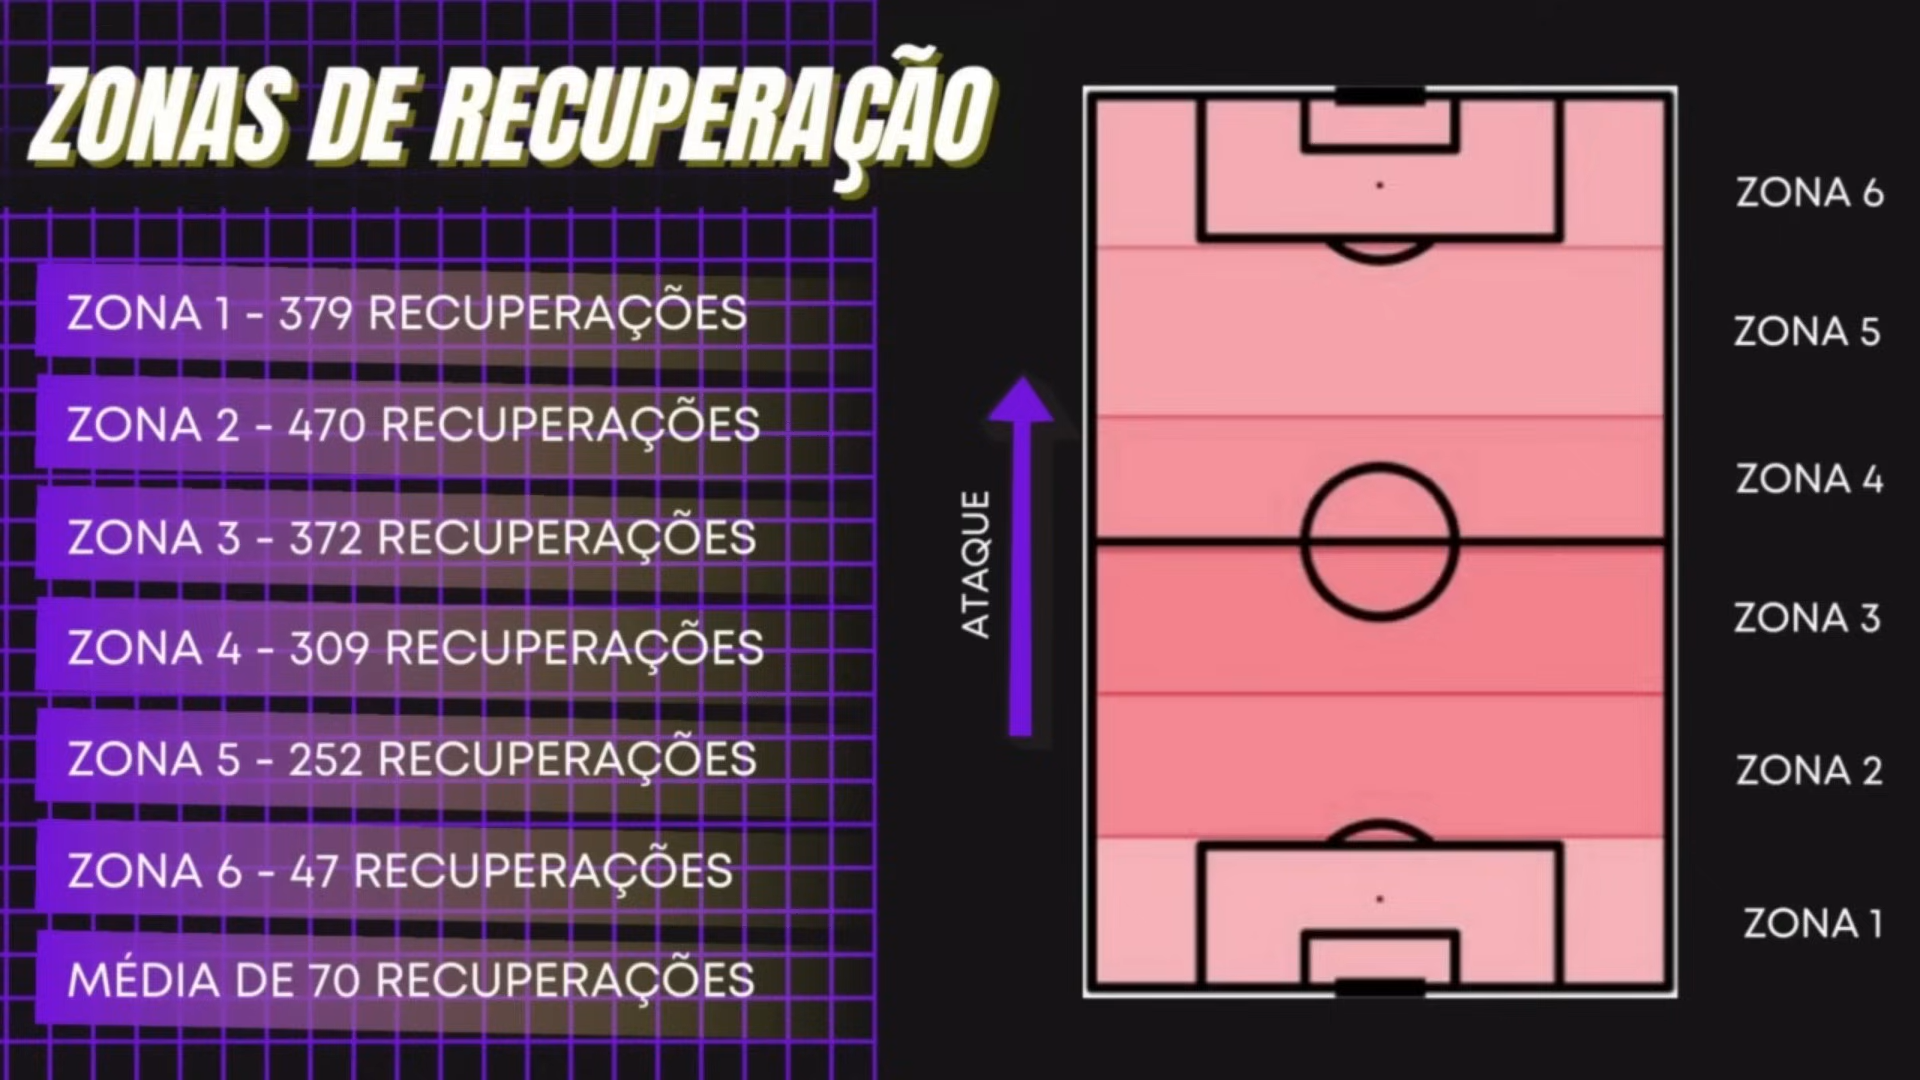 ZONAS DE RECUPERAÇÃO
ZONA 1 - 379 RECUPERAÇÕES
ZONA 2 - 470 RECUPERAÇÕES
ZONA 3 - 372 RECUPERAÇÕES
ZONA 4 - 309 RECUPERAÇÕES
ZONA 5 - 252 RECUPERAÇÕES
ZONA 6 - 47 RECUPERAÇÕES
MÉDIA DE 70 RECUPERAÇÕES
ATAQUE
ZONA 6
ZONA 5
ZONA 4
ZONA 3
ZONA 2
ZONA 1